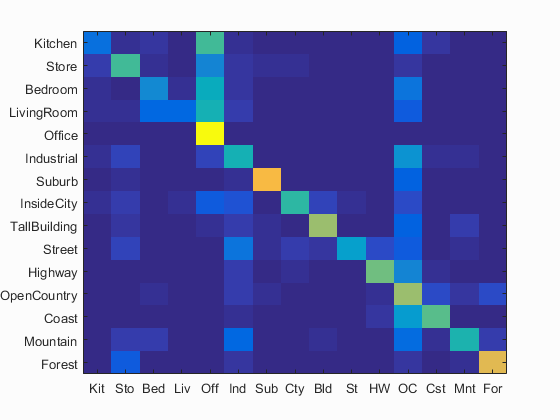 Kitchen
Store
Bedroom
LivingRoom
Office
Industrial
Suburb
InsideCity
TallBuilding
Street
Highway
OpenCountry
Coast
Mountain
Forest
Kit Sto Bed Liv Off Ind Sub Cty Bld St HW OC Cst Mnt For